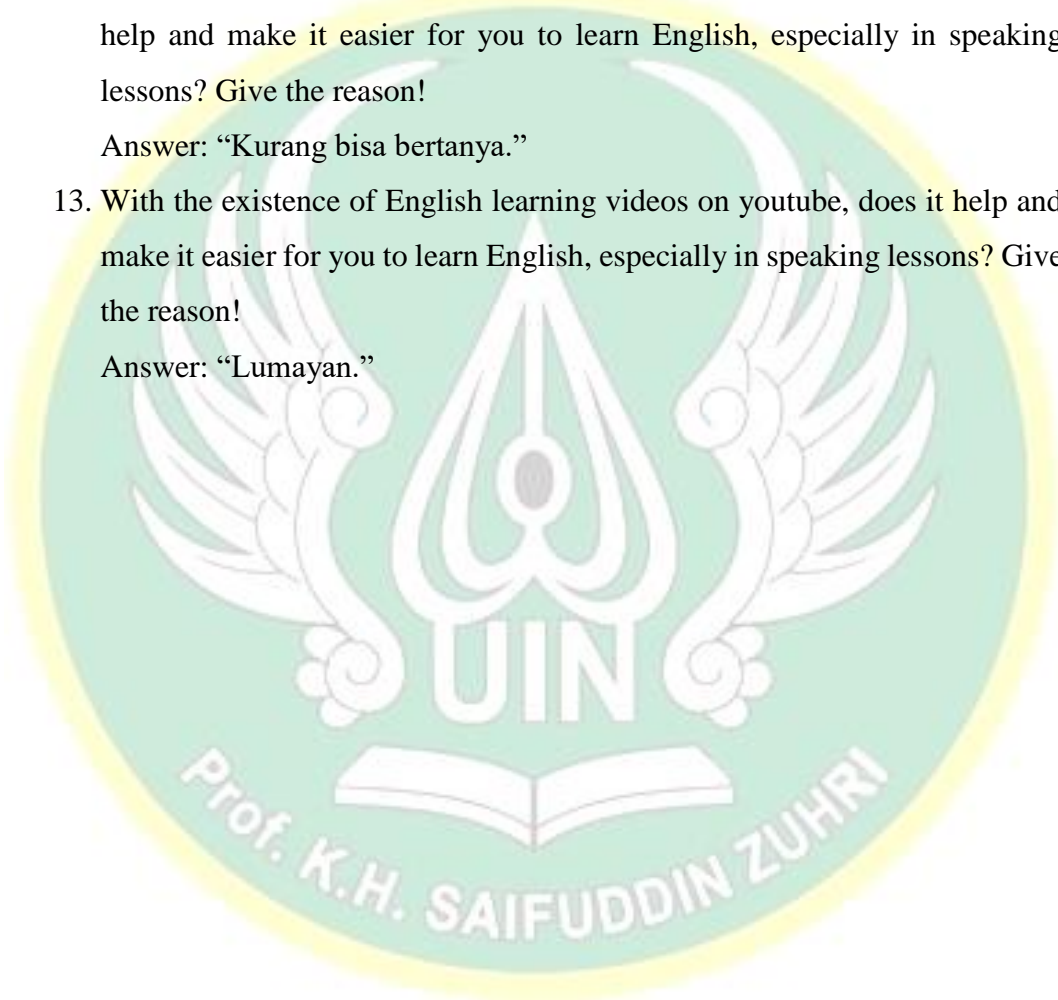 help and make it easier for you to learn English, especially in speaking
lessons? Give the reason!
Answer: “Kurang bisa bertanya.”
13. With the existence of English learning videos on youtube, does it help and
make it easier for you to learn English, especially in speaking lessons? Give
the reason!
Answer: “Lumayan.”
UIN
Prof. K.H. SAIFUDDIN ZUHRI